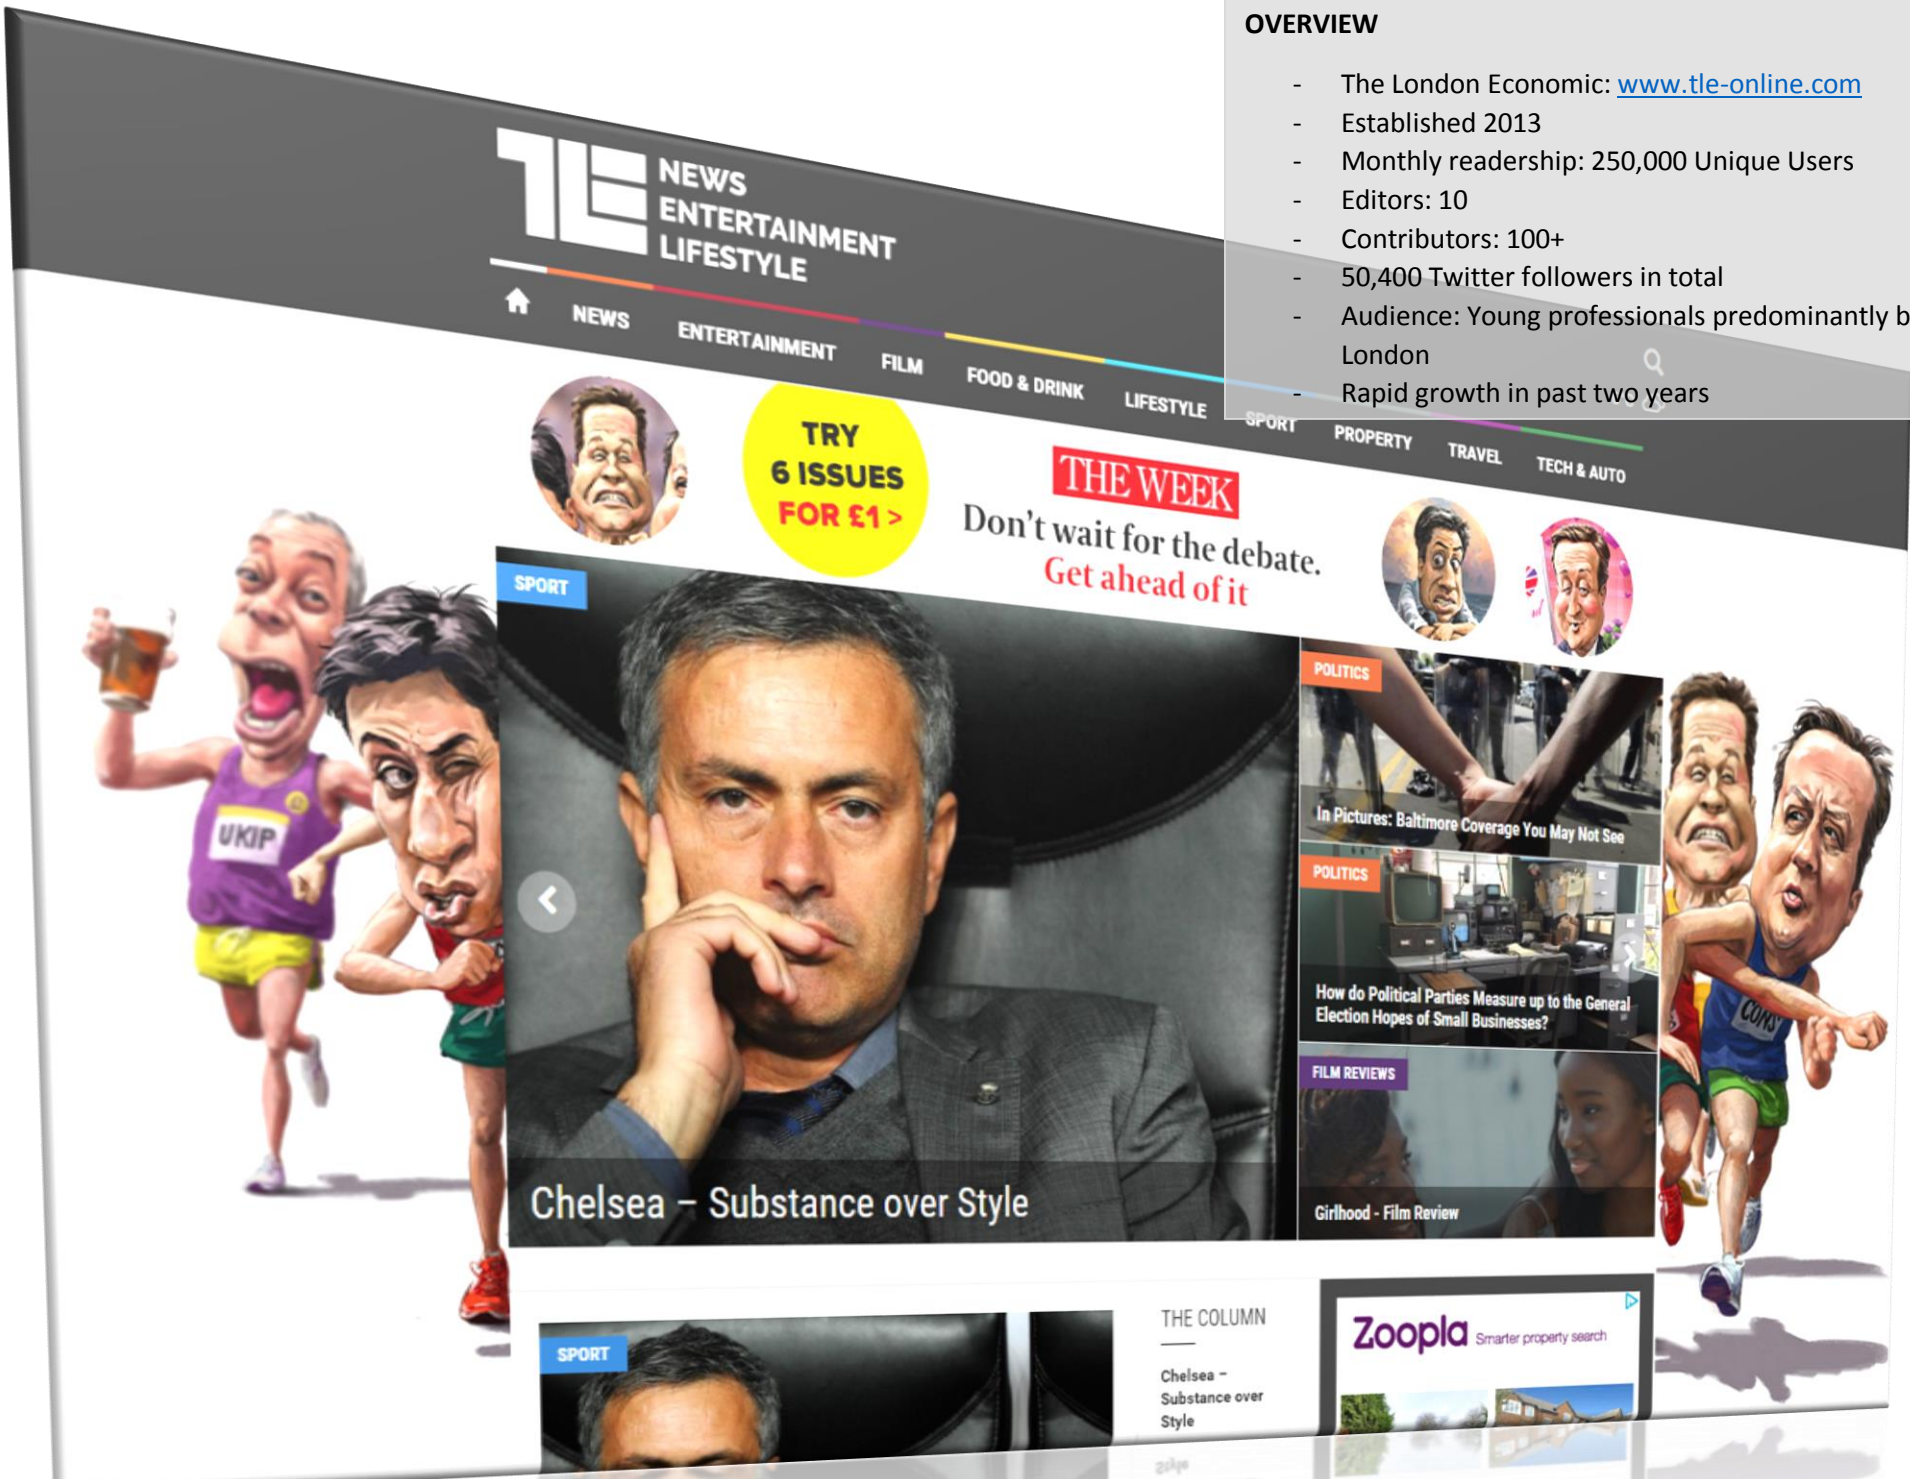 OVERVIEW
- The London Economic: www.tle-online.com
- Established 2013
- Monthly readership: 250,000 Unique Users
- Editors: 10
- Contributors: 100+
- 50,400 Twitter followers in total
- Audience: Young professionals predominantly b
London
- Rapid growth in past two years
TLE
NEWS
ENTERTAINMENT
LIFESTYLE
NEWS ENTERTAINMENT FILM FOOD & DRINK LIFESTYLE SPORT PROPERTY TRAVEL TECH & AUTO
TRY
6 ISSUES
FOR £1 >
THE WEEK
Don't wait for the debate.
Get ahead of it
SPORT
Chelsea – Substance over Style
POLITICS
In Pictures: Baltimore Coverage You May Not See
POLITICS
How do Political Parties Measure up to the General
Election Hopes of Small Businesses?
FILM REVIEWS
Girlhood - Film Review
UKIP
CONS
SPORT
THE COLUMN
Chelsea –
Substance over
Style
Zoopla Smarter property search